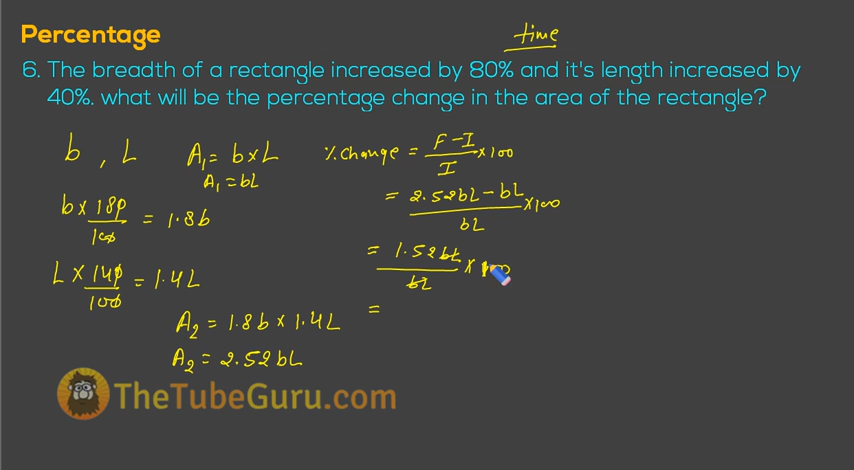 Percentage
time
6. The breadth of a rectangle increased by 80% and it's length increased by
40%. what will be the percentage change in the area of the rectangle?
b , L
A₁ = b × L
A₁ = bL
b × 180/100 = 1.8b
L × 140/100 = 1.4L
A₂ = 1.8b × 1.4L
A₂ = 2.52bL
% change = F - I/I × 100
= 2.52bL - bL/bL × 100
= 1.52bL/bL × 100
=
TheTubeGuru.com